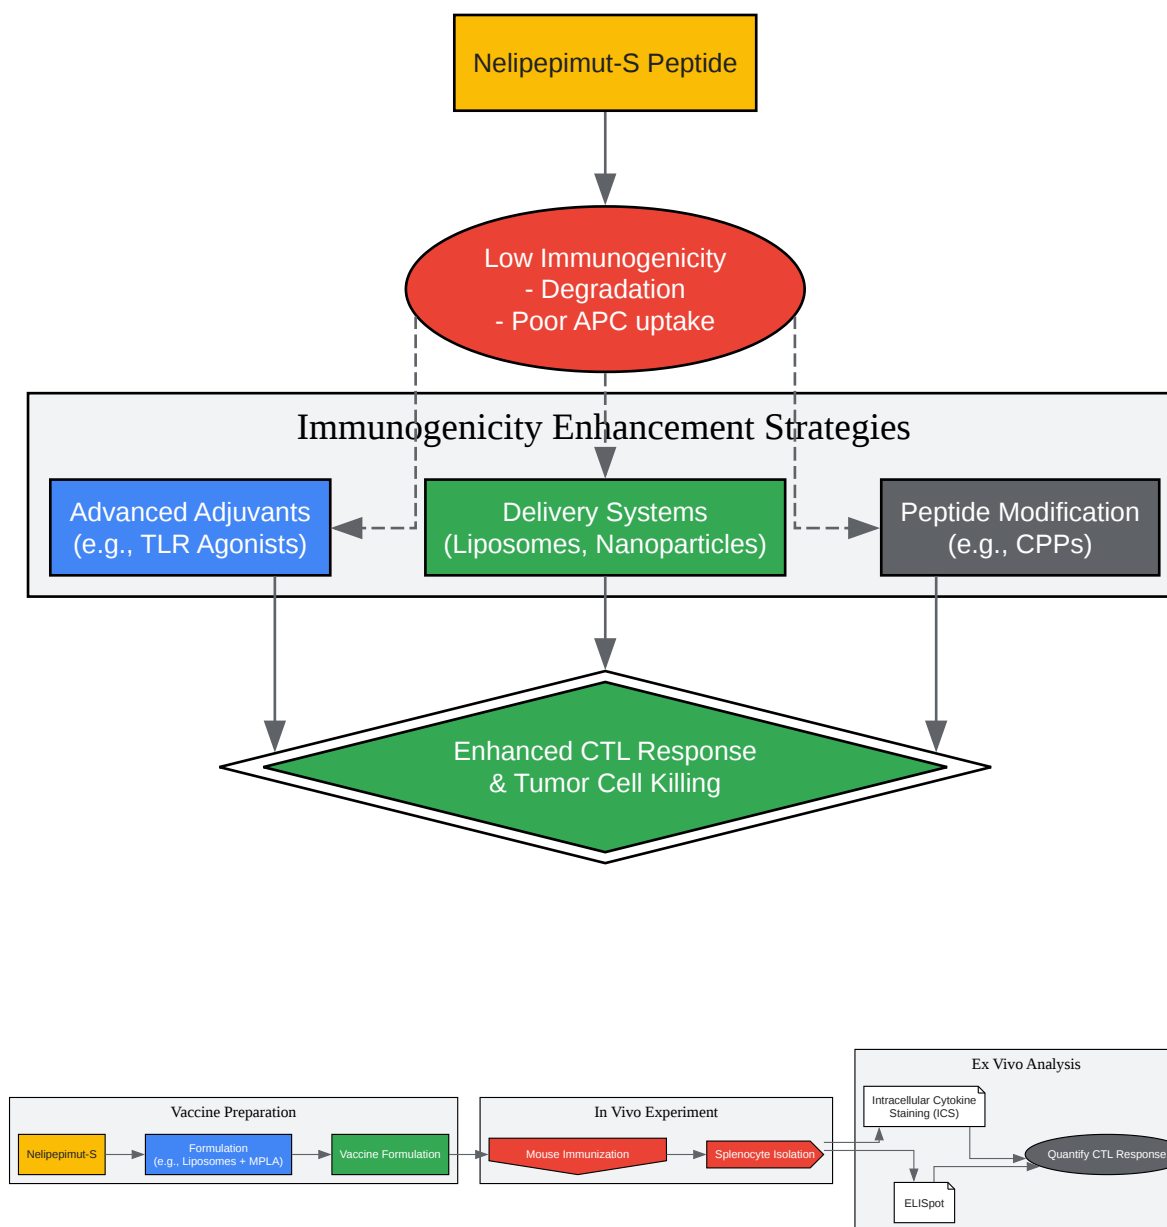 Nelipepimut-S Peptide
Low Immunogenicity
- Degradation
- Poor APC uptake
Immunogenicity Enhancement Strategies
Advanced Adjuvants
(e.g., TLR Agonists)
Delivery Systems
(Liposomes, Nanoparticles)
Peptide Modification
(e.g., CPPs)
Enhanced CTL Response
& Tumor Cell Killing
Vaccine Preparation
Nelipepimut-S
Formulation
(e.g., Liposomes + MPLA)
Vaccine Formulation
In Vivo Experiment
Mouse Immunization
Splenocyte Isolation
Ex Vivo Analysis
Intracellular Cytokine
Staining (ICS)
ELISpot
Quantify CTL Response